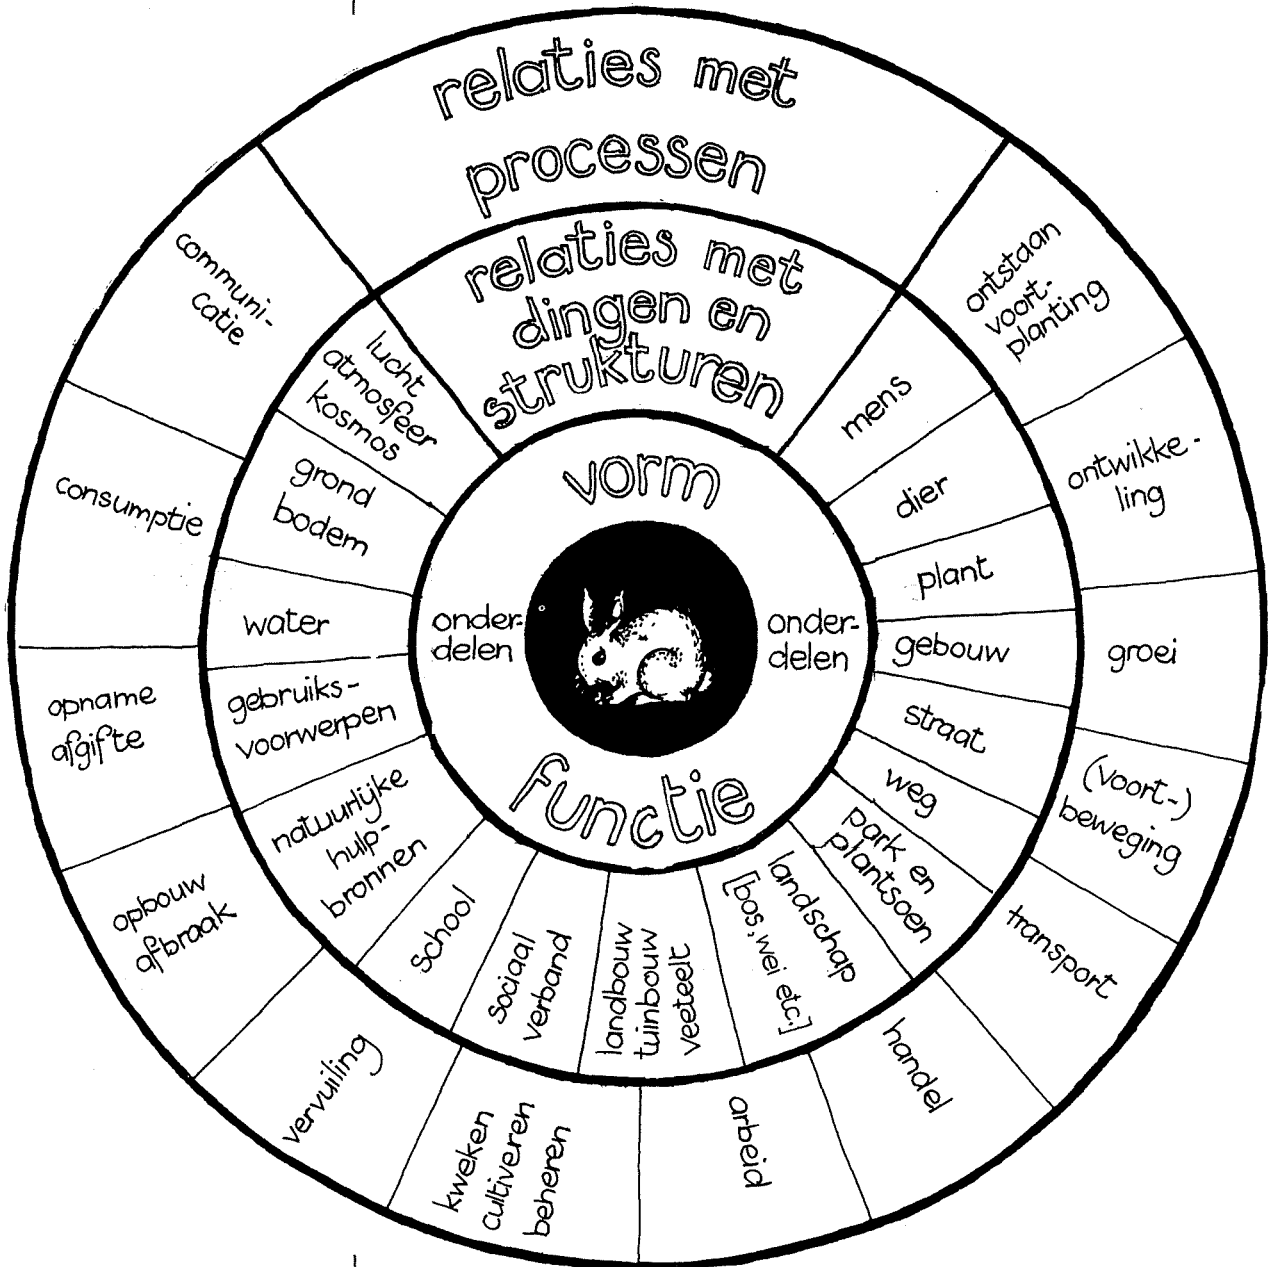 relaties met
processen
ontstaan
voort-
planting
ontwikke-
ling
groei
(voort-)
beweging
transport
handel
arbeid
kweken
cultiveren
beheren
vervuiling
opbouw
afbraak
opname
afgifte
consumptie
communi-
catie
relaties met
dingen en
strukturen
mens
dier
plant
gebouw
straat
weg
park en
plantsoen
landschap
[bos, wei etc.]
landbouw
tuinbouw
veeteelt
sociaal
verband
school
natuurlijke
hulp-
bronnen
gebruiks-
voorwerpen
water
grond
bodem
lucht
atmosfeer
kosmos
vorm
onder-
delen
functie
onder-
delen